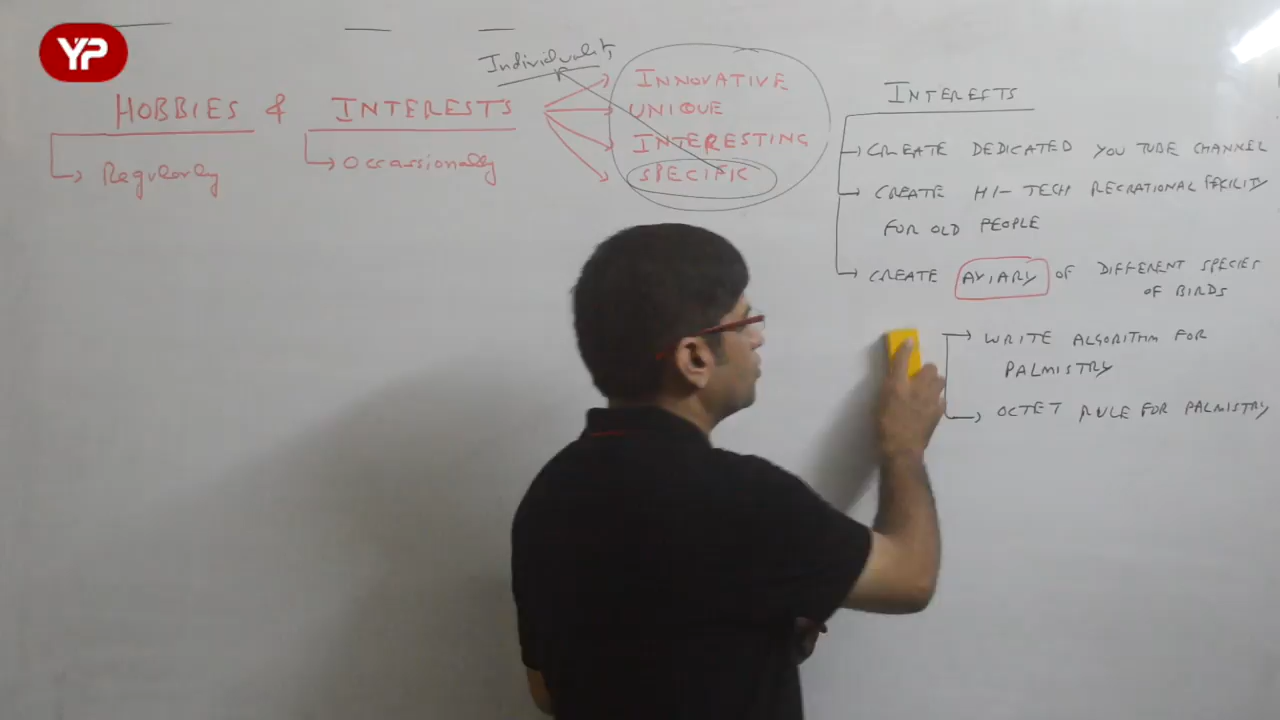 YP
Individuality
HOBBIES & INTERESTS
Regularly
Occassionally
INNOVATIVE
UNIQUE
INTERESTING
SPECIFIC
INTERESTS
CREATE DEDICATED YOU TUBE CHANNEL
CREATE HI-TECH RECRATIONAL FACILITY
FOR OLD PEOPLE
CREATE AVIARY OF DIFFERENT SPECIES
OF BIRDS
WRITE ALGORITHM FOR
PALMISTRY
OCTET RULE FOR PALMISTRY